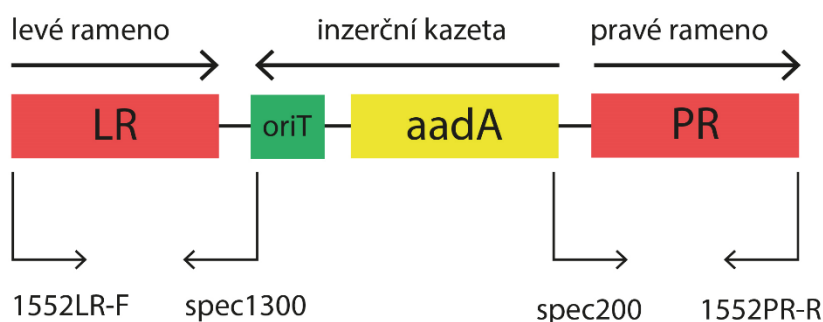 levé rameno inzerční kazeta pravé rameno
LR oriT aadA PR
1552LR-F spec1300 spec200 1552PR-R